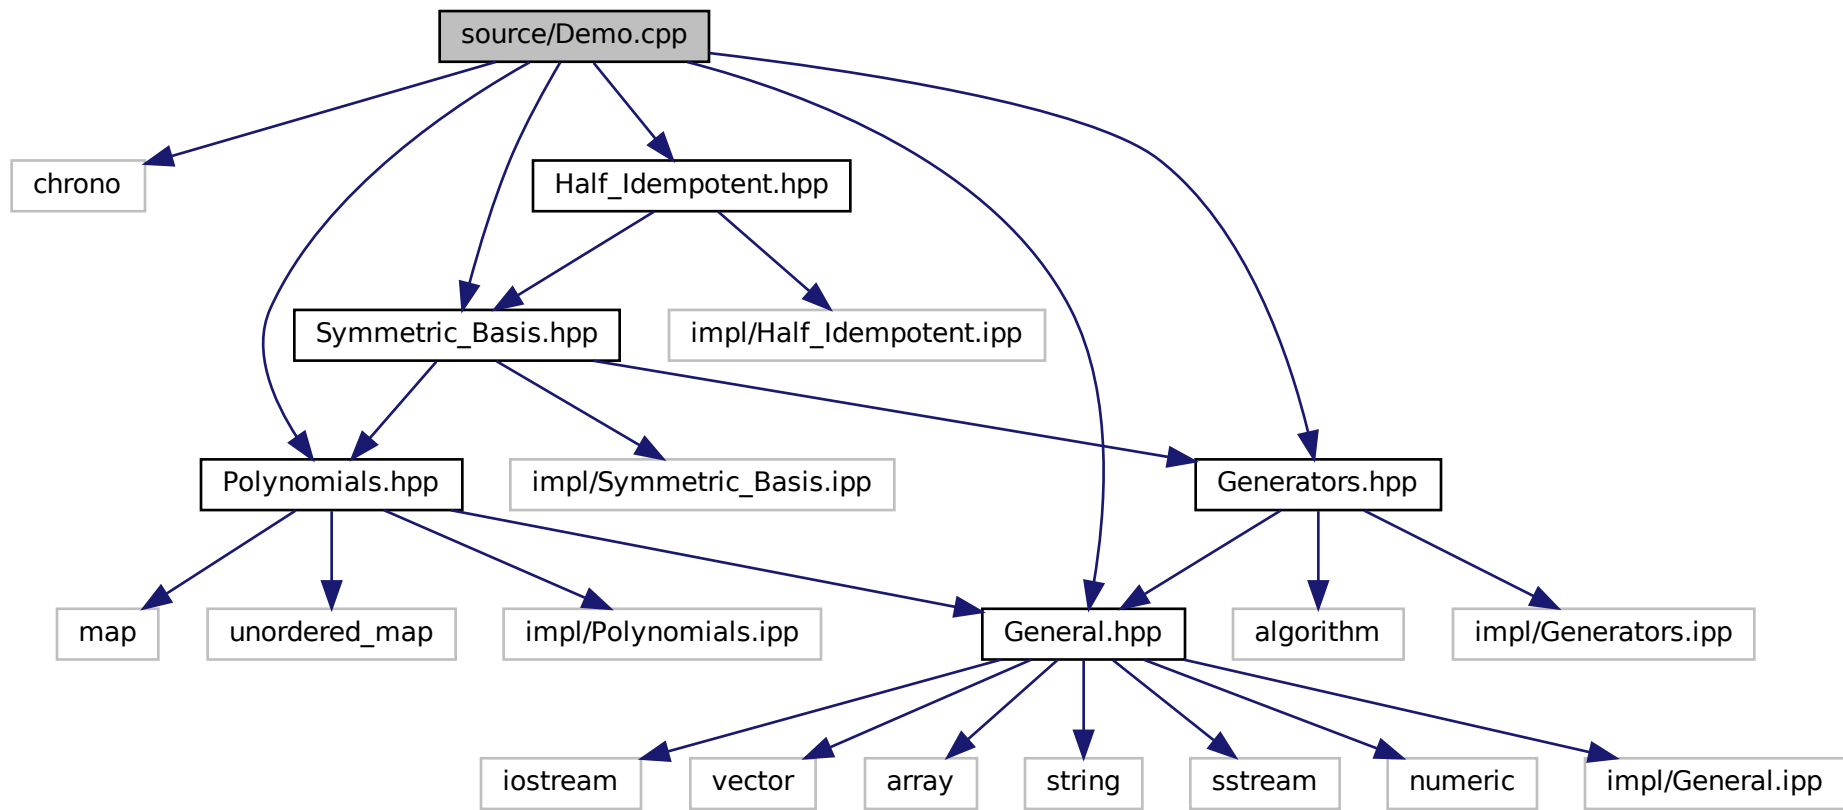 source/Demo.cpp
chrono
Half_Idempotent.hpp
Symmetric_Basis.hpp
impl/Half_Idempotent.ipp
Polynomials.hpp
impl/Symmetric_Basis.ipp
Generators.hpp
map
unordered_map
impl/Polynomials.ipp
General.hpp
algorithm
impl/Generators.ipp
iostream
vector
array
string
sstream
numeric
impl/General.ipp